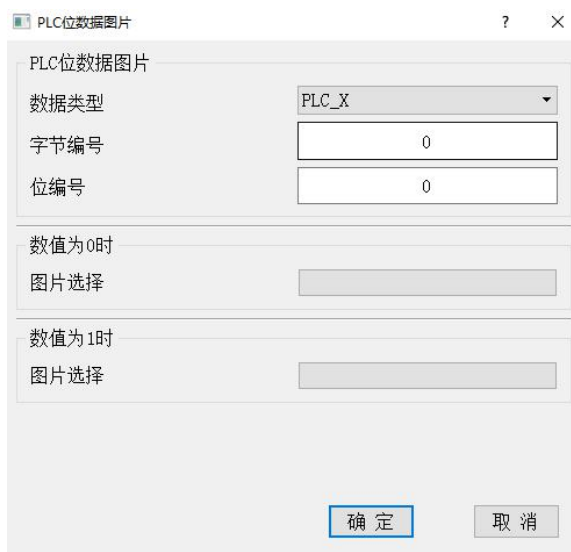 PLC位数据图片 ? ×
PLC位数据图片
数据类型 PLC_X
字节编号 0
位编号 0
数值为0时
图片选择
数值为1时
图片选择
确 定 取 消